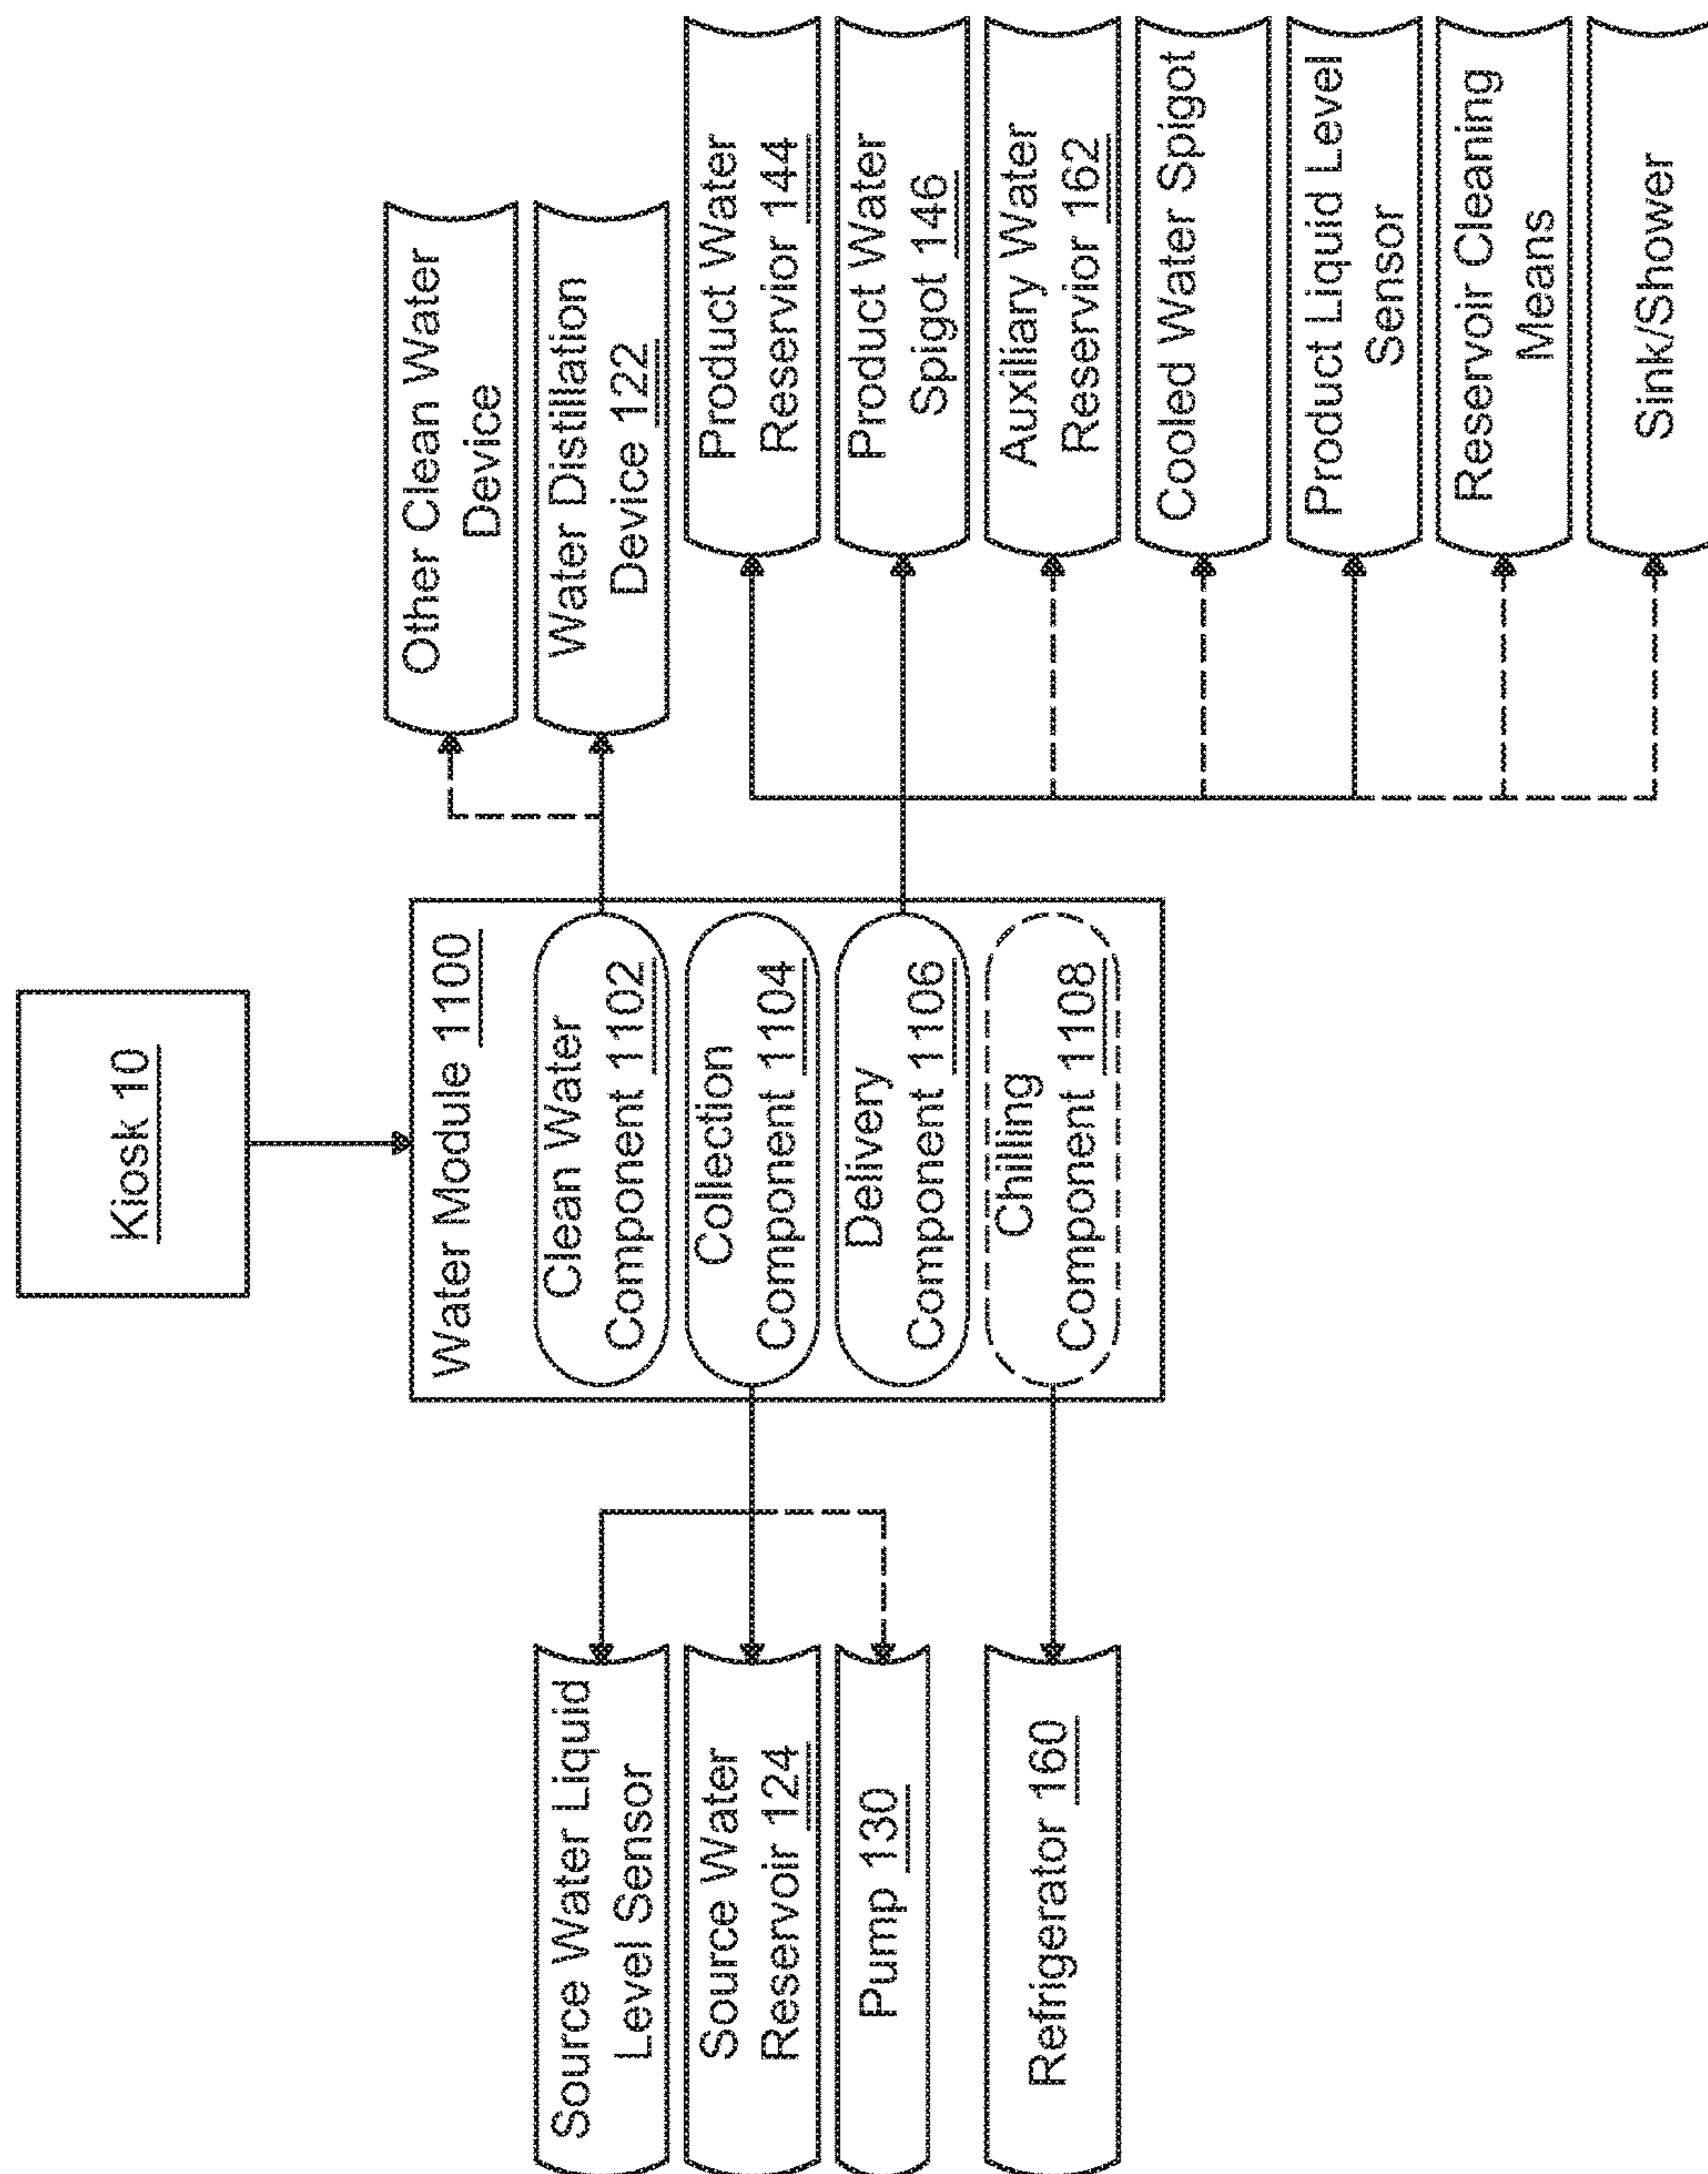 Kiosk 10
Water Module 1100
Clean Water
Component 1102
Collection
Component 1104
Delivery
Component 1106
Chilling
Component 1108
Source Water Liquid
Level Sensor
Source Water
Reservoir 124
Pump 130
Refrigerator 160
Other Clean Water
Device
Water Distillation
Device 122
Product Water
Reservior 144
Product Water
Spigot 146
Auxiliary Water
Reservior 162
Cooled Water Spigot
Product Liquid Level
Sensor
Reservoir Cleaning
Means
Sink/Shower